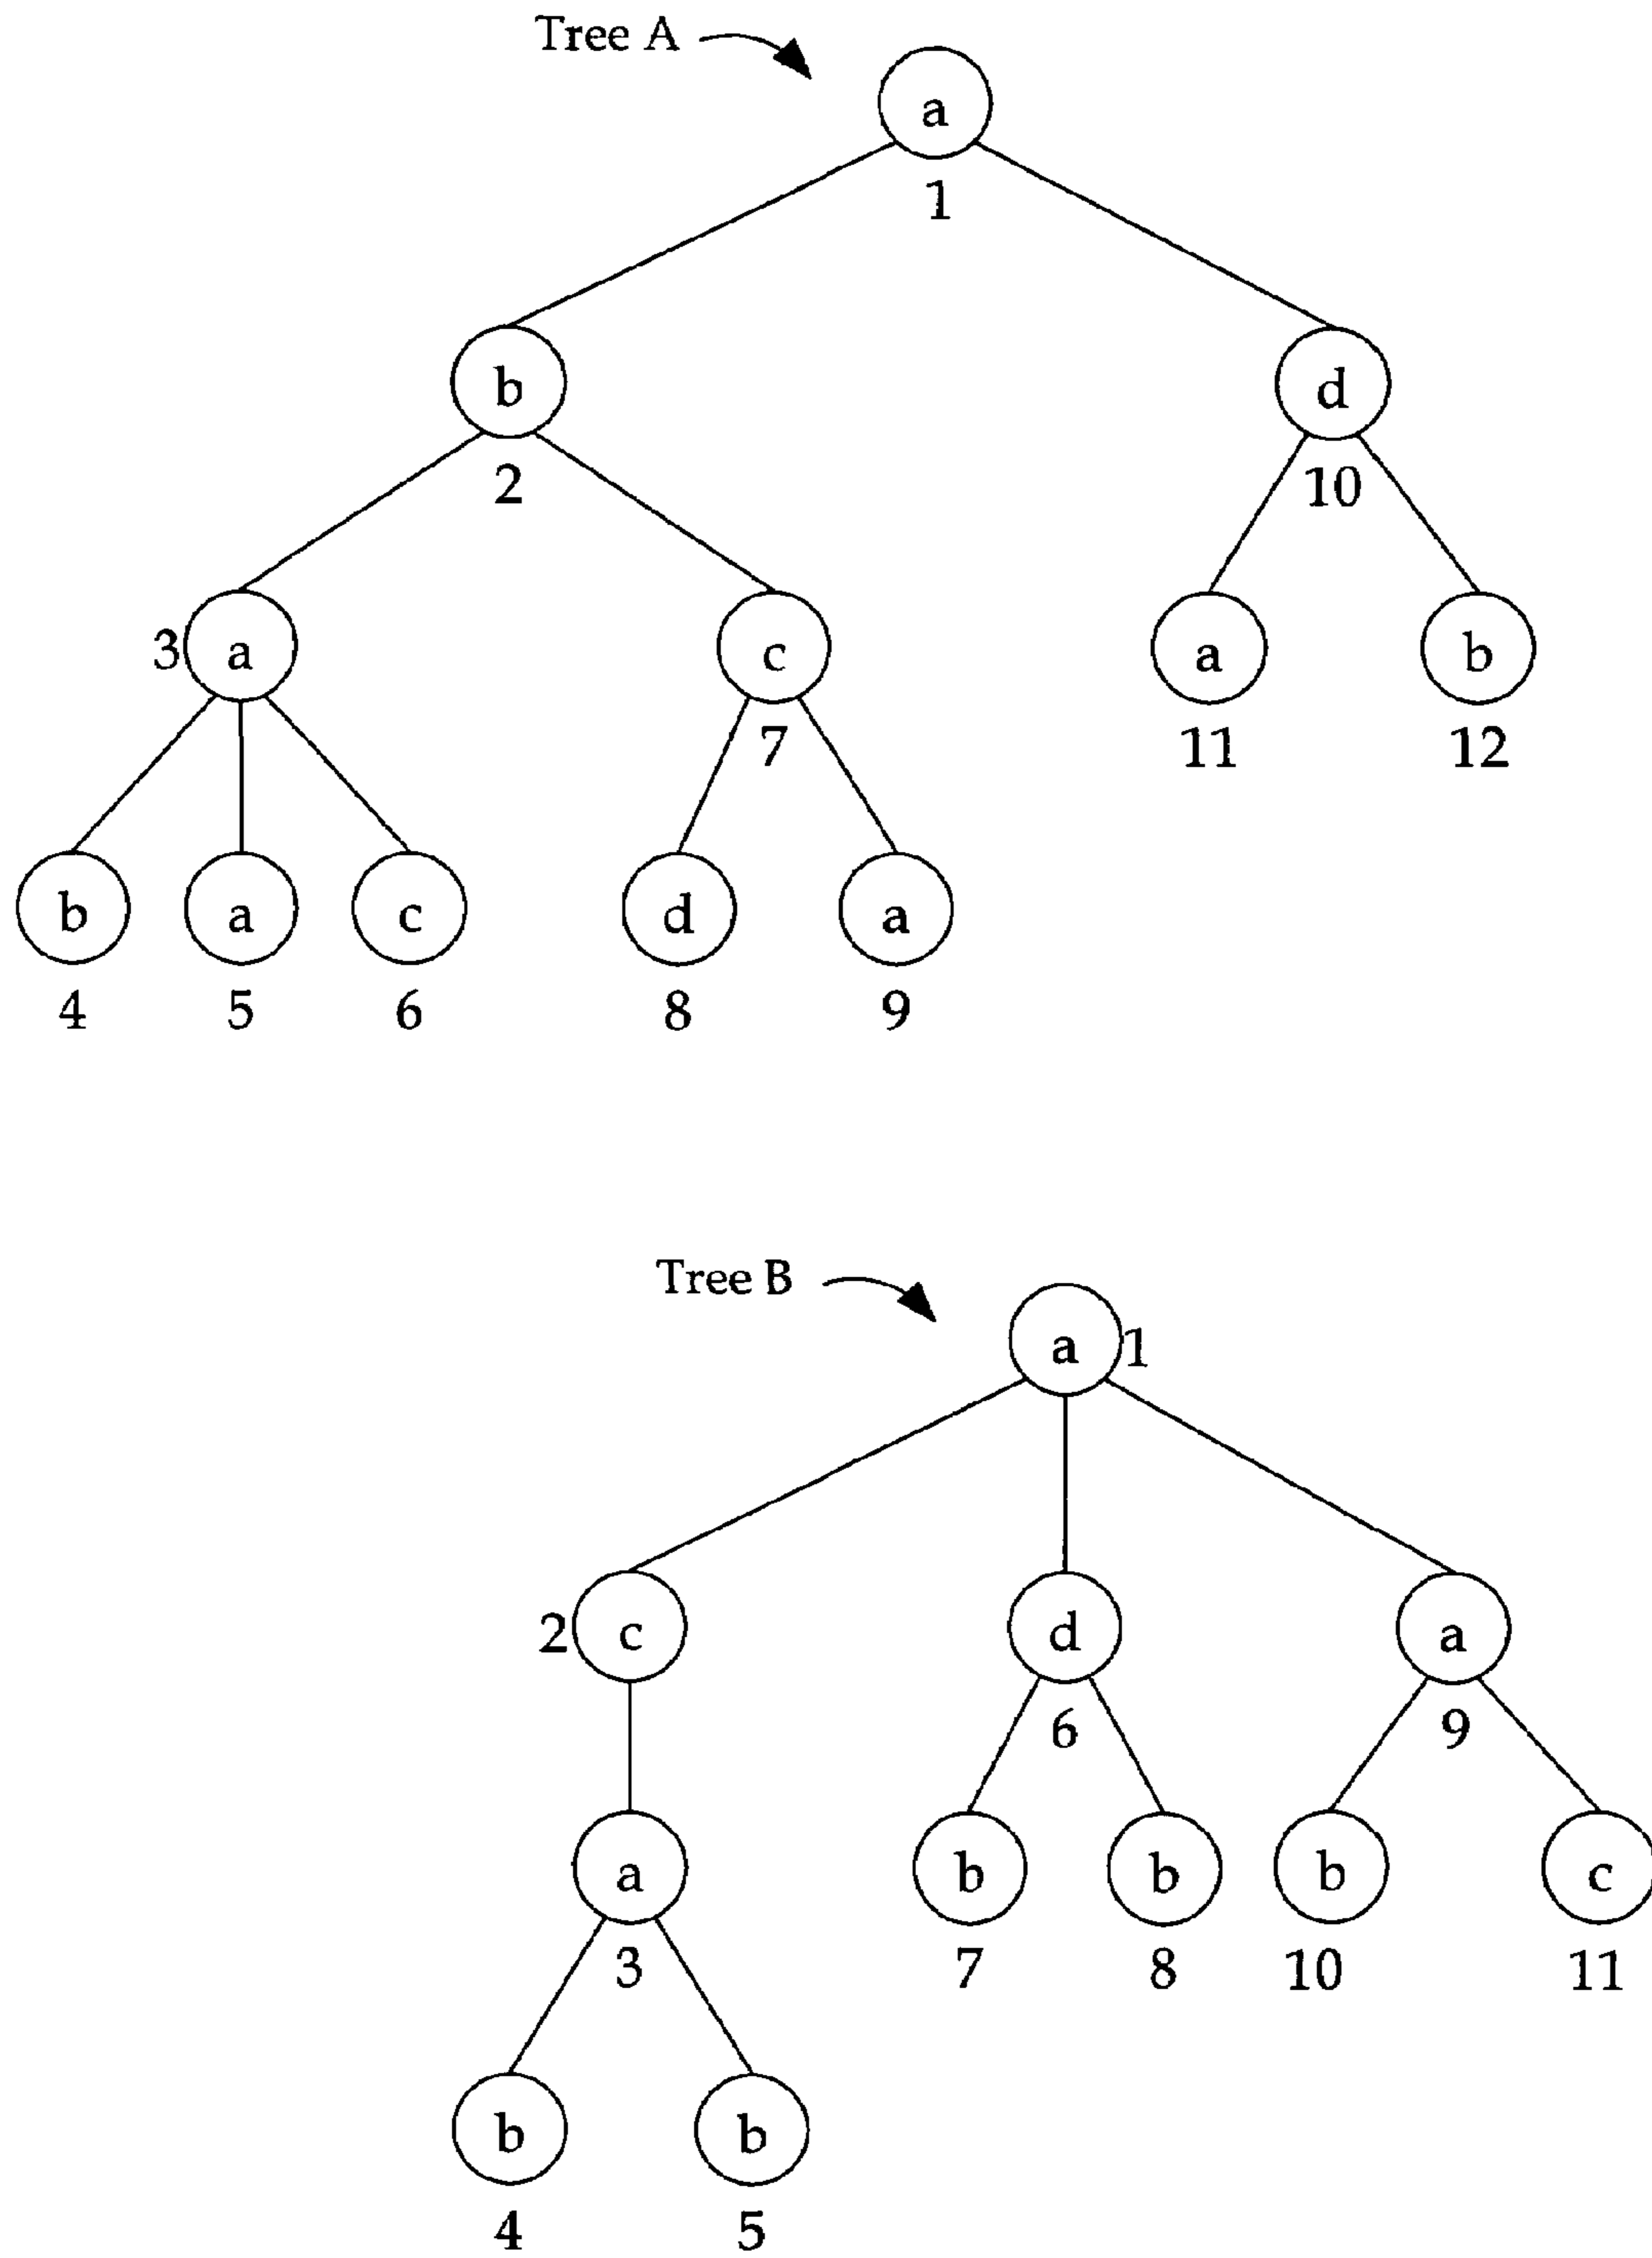 Tree A
a
1
b d
2 10
3 a c a b
7 11 12
b a c d a
4 5 6 8 9
Tree B
a 1
2 c d a
6 9
a b b b c
3 7 8 10 11
b b
4 5